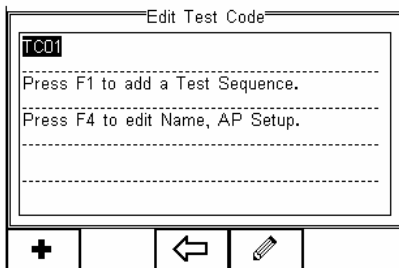 Edit Test Code
TC01
Press F1 to add a Test Sequence.
Press F4 to edit Name, AP Setup.